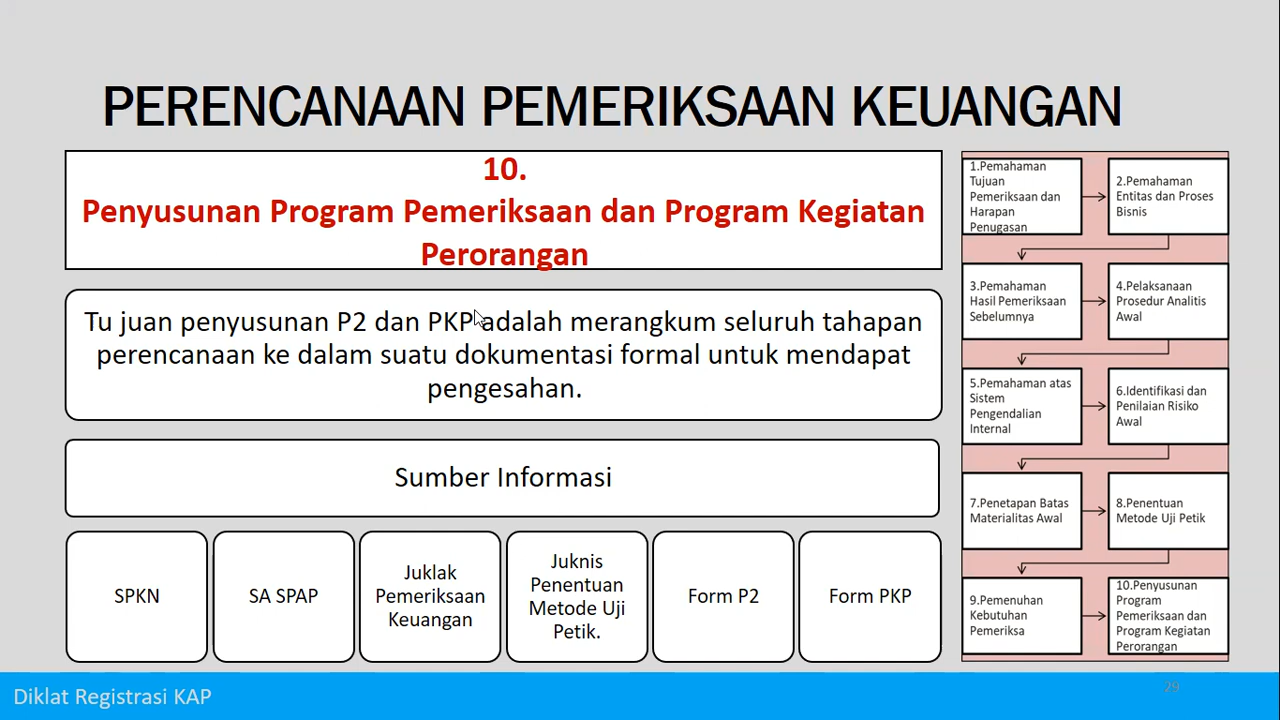 PERENCANAAN PEMERIKSAAN KEUANGAN
10.
Penyusunan Program Pemeriksaan dan Program Kegiatan
Perorangan
Tu juan penyusunan P2 dan PKP adalah merangkum seluruh tahapan
perencanaan ke dalam suatu dokumentasi formal untuk mendapat
pengesahan.
Sumber Informasi
SPKN
SA SPAP
Juklak
Pemeriksaan
Keuangan
Juknis
Penentuan
Metode Uji
Petik.
Form P2
Form PKP
1.Pemahaman
Tujuan
Pemeriksaan dan
Harapan
Penugasan
2.Pemahaman
Entitas dan Proses
Bisnis
3.Pemahaman
Hasil Pemeriksaan
Sebelumnya
4.Pelaksanaan
Prosedur Analitis
Awal
5.Pemahaman atas
Sistem
Pengendalian
Internal
6.Identifikasi dan
Penilaian Risiko
Awal
7.Penetapan Batas
Materialitas Awal
8.Penentuan
Metode Uji Petik
9.Pemenuhan
Kebutuhan
Pemeriksa
10.Penyusunan
Program
Pemeriksaan dan
Program Kegiatan
Perorangan
Diklat Registrasi KAP
29